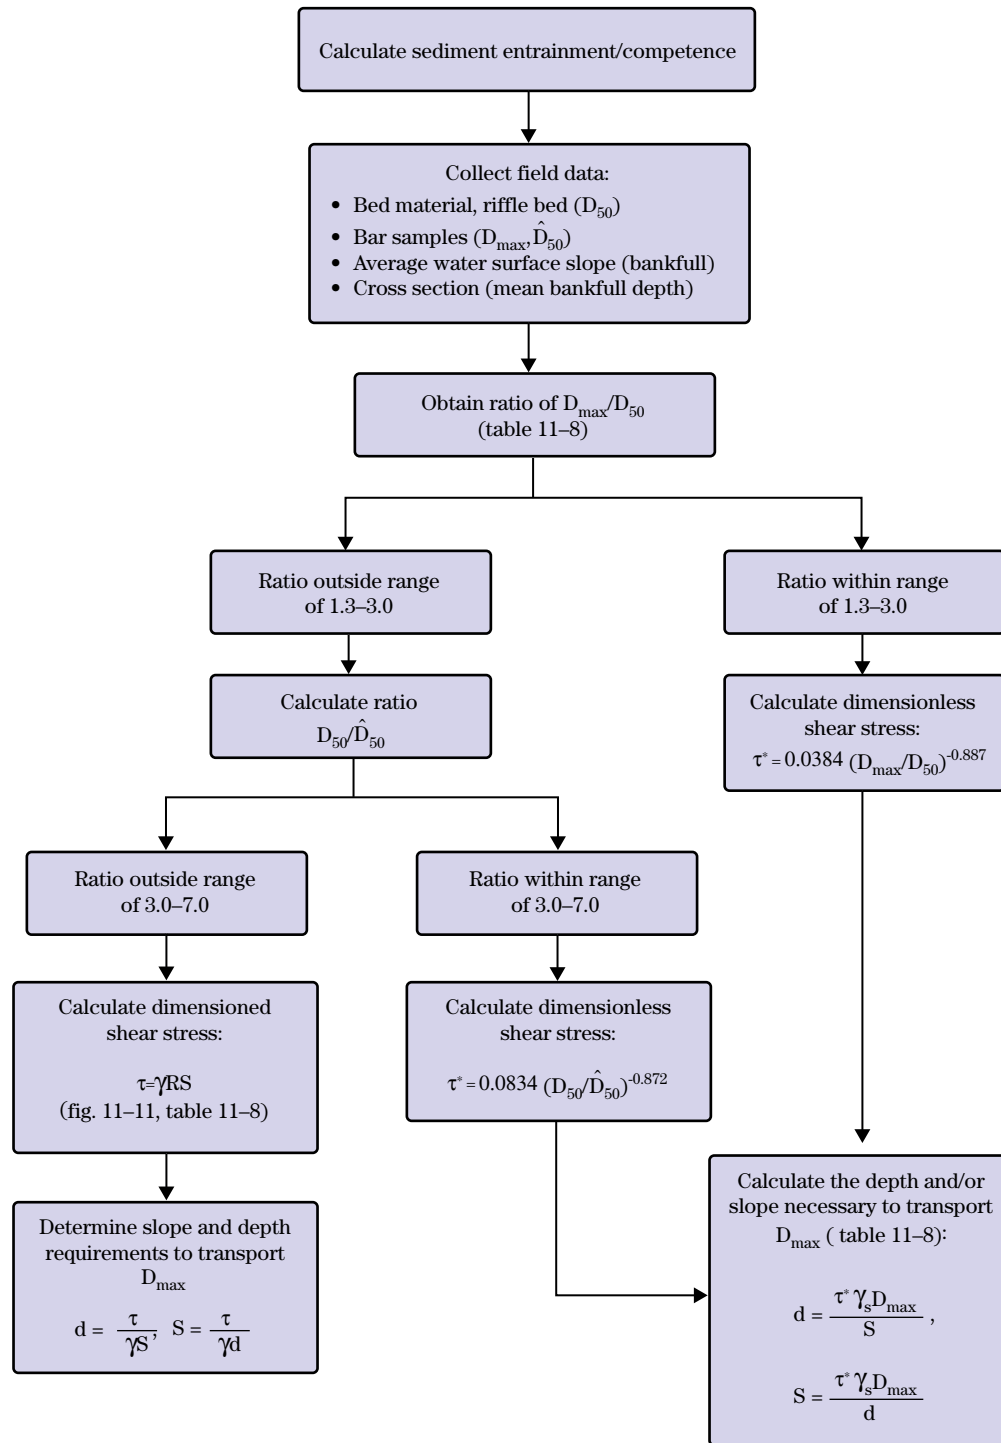 Calculate sediment entrainment/competence
Collect field data:
• Bed material, riffle bed (D50)
• Bar samples (Dmax, D̂50)
• Average water surface slope (bankfull)
• Cross section (mean bankfull depth)
Obtain ratio of Dmax/D50
(table 11–8)
Ratio outside range
of 1.3–3.0
Ratio within range
of 1.3–3.0
Calculate ratio
D50/D̂50
Calculate dimensionless
shear stress:
τ* = 0.0384 (Dmax/D50)^-0.887
Ratio outside range
of 3.0–7.0
Ratio within range
of 3.0–7.0
Calculate dimensioned
shear stress:
τ=γRS
(fig. 11–11, table 11–8)
Calculate dimensionless
shear stress:
τ* = 0.0834 (D50/D̂50)^-0.872
Determine slope and depth
requirements to transport
Dmax
d = τ/γS, S = τ/γd
Calculate the depth and/or
slope necessary to transport
Dmax ( table 11–8):
d = τ* γsDmax/S ,
S = τ* γsDmax/d